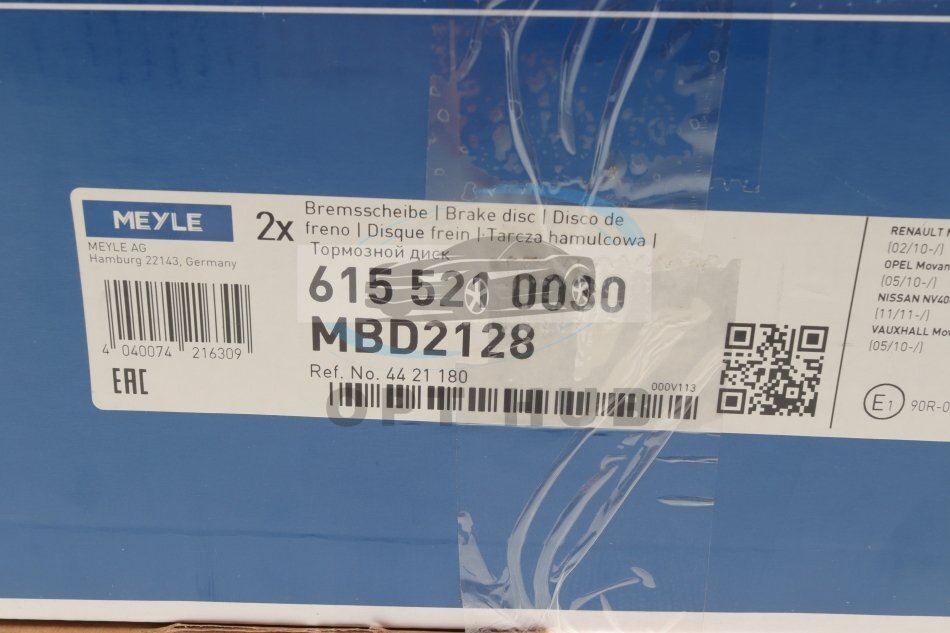 MEYLE
MEYLE AG
Hamburg 22143, Germany
4 040074 216309
EAC
2x
Bremsscheibe | Brake disc | Disco de
freno | Disque frein | Tarcza hamulcowa |
Тормозной диск
615 521 0030
MBD2128
Ref. No. 44 21 180
000V113
OPT HUB
RENAULT
(02/10-/)
OPEL Movan
(05/10-/)
NISSAN NV40
(11/11-/)
VAUXHALL Mov
(05/10-/)
E1 90R-0